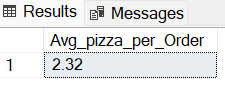 Results Messages
Avg_pizza_per_Order
1 2.32